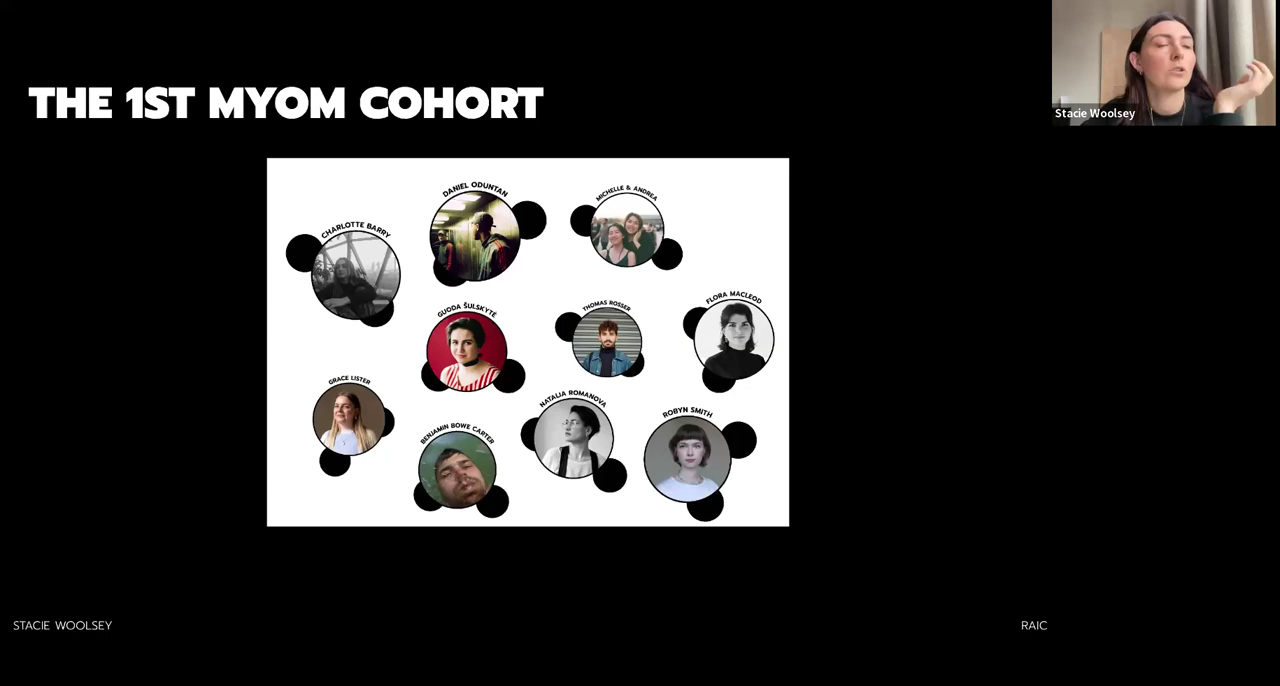 THE 1ST MYOM COHORT
Stacie Woolsey
DANIEL ODUNTAN
MICHELLE & ANDREA
CHARLOTTE BARRY
GUODA ŠULSKYTĖ
THOMAS ROSSER
FLORA MACLEOD
GRACE LISTER
BENJAMIN BOWE CARTER
NATALIA ROMANOVA
ROBYN SMITH
STACIE WOOLSEY
RAIC